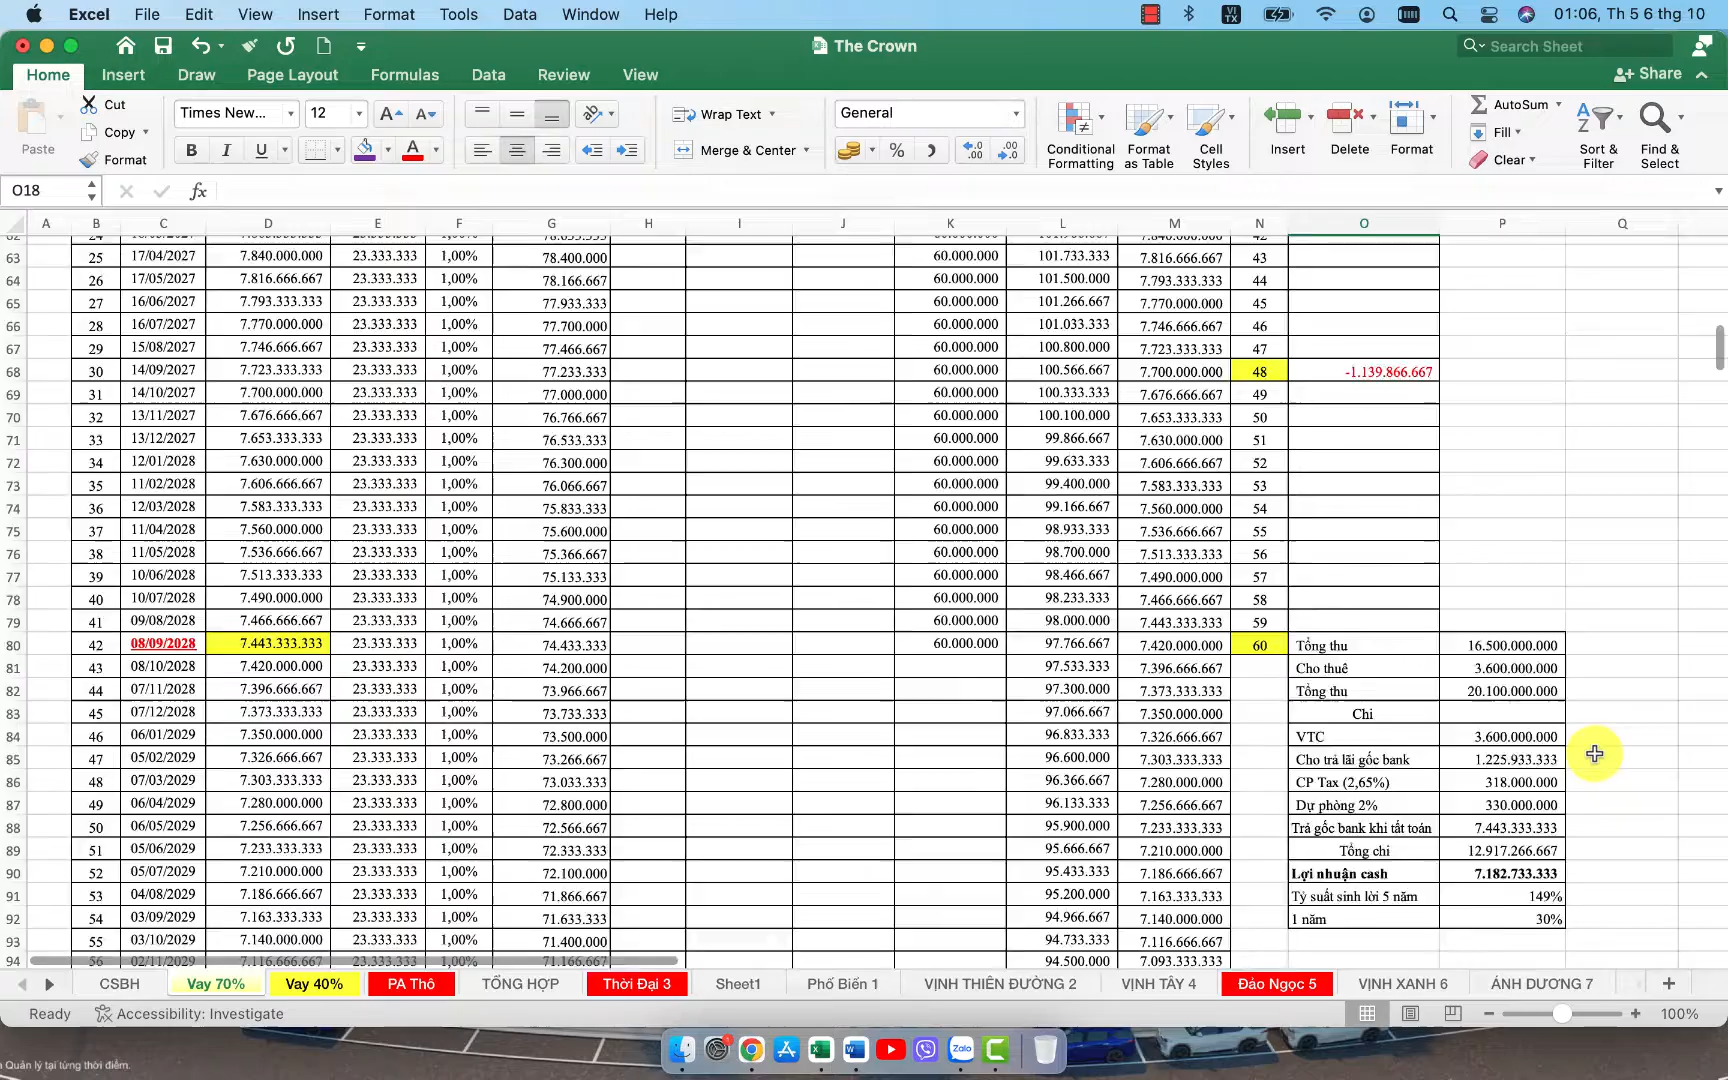 Excel File Edit View Insert Format Tools Data Window Help VI TX 01:06, Th 5 6 thg 10
The Crown Search Sheet
Home Insert Draw Page Layout Formulas Data Review View Share
Paste Cut Times New... 12 Wrap Text General AutoSum
Copy Fill
Format B I U Merge & Center % Conditional Formatting Format as Table Cell Styles Insert Delete Format Clear Sort & Filter Find & Select
O18 fx
A B C D E F G H I J K L M N O P Q
63 25 17/04/2027 7.840.000.000 23.333.333 1,00% 78.400.000 60.000.000 101.733.333 7.816.666.667 43
64 26 17/05/2027 7.816.666.667 23.333.333 1,00% 78.166.667 60.000.000 101.500.000 7.793.333.333 44
65 27 16/06/2027 7.793.333.333 23.333.333 1,00% 77.933.333 60.000.000 101.266.667 7.770.000.000 45
66 28 16/07/2027 7.770.000.000 23.333.333 1,00% 77.700.000 60.000.000 101.033.333 7.746.666.667 46
67 29 15/08/2027 7.746.666.667 23.333.333 1,00% 77.466.667 60.000.000 100.800.000 7.723.333.333 47
68 30 14/09/2027 7.723.333.333 23.333.333 1,00% 77.233.333 60.000.000 100.566.667 7.700.000.000 48 -1.139.866.667
69 31 14/10/2027 7.700.000.000 23.333.333 1,00% 77.000.000 60.000.000 100.333.333 7.676.666.667 49
70 32 13/11/2027 7.676.666.667 23.333.333 1,00% 76.766.667 60.000.000 100.100.000 7.653.333.333 50
71 33 13/12/2027 7.653.333.333 23.333.333 1,00% 76.533.333 60.000.000 99.866.667 7.630.000.000 51
72 34 12/01/2028 7.630.000.000 23.333.333 1,00% 76.300.000 60.000.000 99.633.333 7.606.666.667 52
73 35 11/02/2028 7.606.666.667 23.333.333 1,00% 76.066.667 60.000.000 99.400.000 7.583.333.333 53
74 36 12/03/2028 7.583.333.333 23.333.333 1,00% 75.833.333 60.000.000 99.166.667 7.560.000.000 54
75 37 11/04/2028 7.560.000.000 23.333.333 1,00% 75.600.000 60.000.000 98.933.333 7.536.666.667 55
76 38 11/05/2028 7.536.666.667 23.333.333 1,00% 75.366.667 60.000.000 98.700.000 7.513.333.333 56
77 39 10/06/2028 7.513.333.333 23.333.333 1,00% 75.133.333 60.000.000 98.466.667 7.490.000.000 57
78 40 10/07/2028 7.490.000.000 23.333.333 1,00% 74.900.000 60.000.000 98.233.333 7.466.666.667 58
79 41 09/08/2028 7.466.666.667 23.333.333 1,00% 74.666.667 60.000.000 98.000.000 7.443.333.333 59
80 42 08/09/2028 7.443.333.333 23.333.333 1,00% 74.433.333 60.000.000 97.766.667 7.420.000.000 60 Tổng thu 16.500.000.000
81 43 08/10/2028 7.420.000.000 23.333.333 1,00% 74.200.000 97.533.333 7.396.666.667 Cho thuê 3.600.000.000
82 44 07/11/2028 7.396.666.667 23.333.333 1,00% 73.966.667 97.300.000 7.373.333.333 Tổng thu 20.100.000.000
83 45 07/12/2028 7.373.333.333 23.333.333 1,00% 73.733.333 97.066.667 7.350.000.000 Chi
84 46 06/01/2029 7.350.000.000 23.333.333 1,00% 73.500.000 96.833.333 7.326.666.667 VTC 3.600.000.000
85 47 05/02/2029 7.326.666.667 23.333.333 1,00% 73.266.667 96.600.000 7.303.333.333 Cho trả lãi gốc bank 1.225.933.333
86 48 07/03/2029 7.303.333.333 23.333.333 1,00% 73.033.333 96.366.667 7.280.000.000 CP Tax (2,65%) 318.000.000
87 49 06/04/2029 7.280.000.000 23.333.333 1,00% 72.800.000 96.133.333 7.256.666.667 Dự phòng 2% 330.000.000
88 50 06/05/2029 7.256.666.667 23.333.333 1,00% 72.566.667 95.900.000 7.233.333.333 Trả gốc bank khi tất toán 7.443.333.333
89 51 05/06/2029 7.233.333.333 23.333.333 1,00% 72.333.333 95.666.667 7.210.000.000 Tổng chi 12.917.266.667
90 52 05/07/2029 7.210.000.000 23.333.333 1,00% 72.100.000 95.433.333 7.186.666.667 Lợi nhuận cash 7.182.733.333
91 53 04/08/2029 7.186.666.667 23.333.333 1,00% 71.866.667 95.200.000 7.163.333.333 Tỷ suất sinh lời 5 năm 149%
92 54 03/09/2029 7.163.333.333 23.333.333 1,00% 71.633.333 94.966.667 7.140.000.000 1 năm 30%
93 55 03/10/2029 7.140.000.000 23.333.333 1,00% 71.400.000 94.733.333 7.116.666.667
94 56 02/11/2029 7.116.666.667 23.333.333 1,00% 71.166.667 94.500.000 7.093.333.333
CSBH Vay 70% Vay 40% PA Thô TỔNG HỢP Thời Đại 3 Sheet1 Phố Biển 1 VỊNH THIÊN ĐƯỜNG 2 VỊNH TÂY 4 Đảo Ngọc 5 VỊNH XANH 6 ÁNH DƯƠNG 7
Ready Accessibility: Investigate 100%
Zalo
Quản lý tại từng thời điểm.